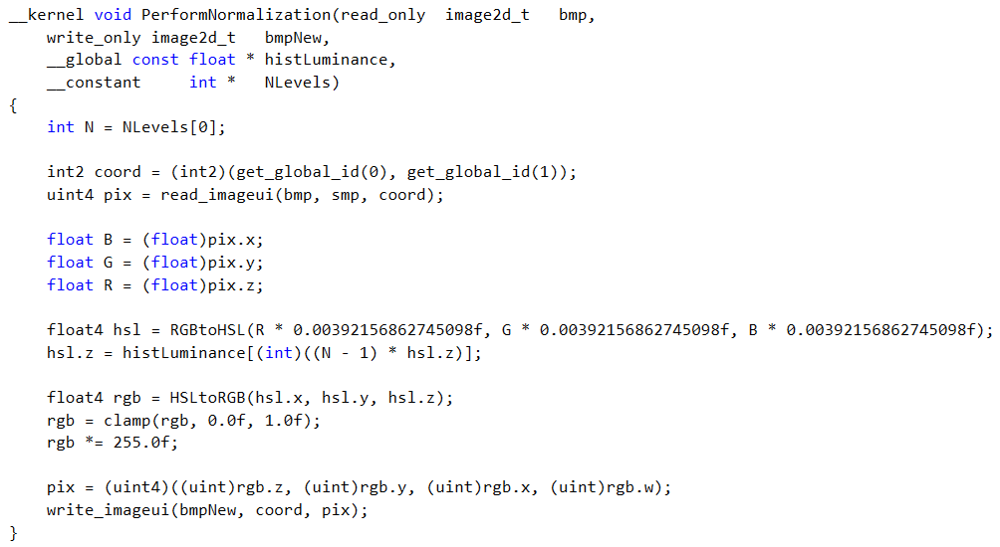 __kernel void PerformNormalization(read_only  image2d_t   bmp,
    write_only image2d_t   bmpNew,
    __global const float * histLuminance,
    __constant     int *   NLevels)
{
    int N = NLevels[0];

    int2 coord = (int2)(get_global_id(0), get_global_id(1));
    uint4 pix = read_imageui(bmp, smp, coord);

    float B = (float)pix.x;
    float G = (float)pix.y;
    float R = (float)pix.z;

    float4 hsl = RGBtoHSL(R * 0.00392156862745098f, G * 0.00392156862745098f, B * 0.00392156862745098f);
    hsl.z = histLuminance[(int)((N - 1) * hsl.z)];

    float4 rgb = HSLtoRGB(hsl.x, hsl.y, hsl.z);
    rgb = clamp(rgb, 0.0f, 1.0f);
    rgb *= 255.0f;

    pix = (uint4)((uint)rgb.z, (uint)rgb.y, (uint)rgb.x, (uint)rgb.w);
    write_imageui(bmpNew, coord, pix);
}